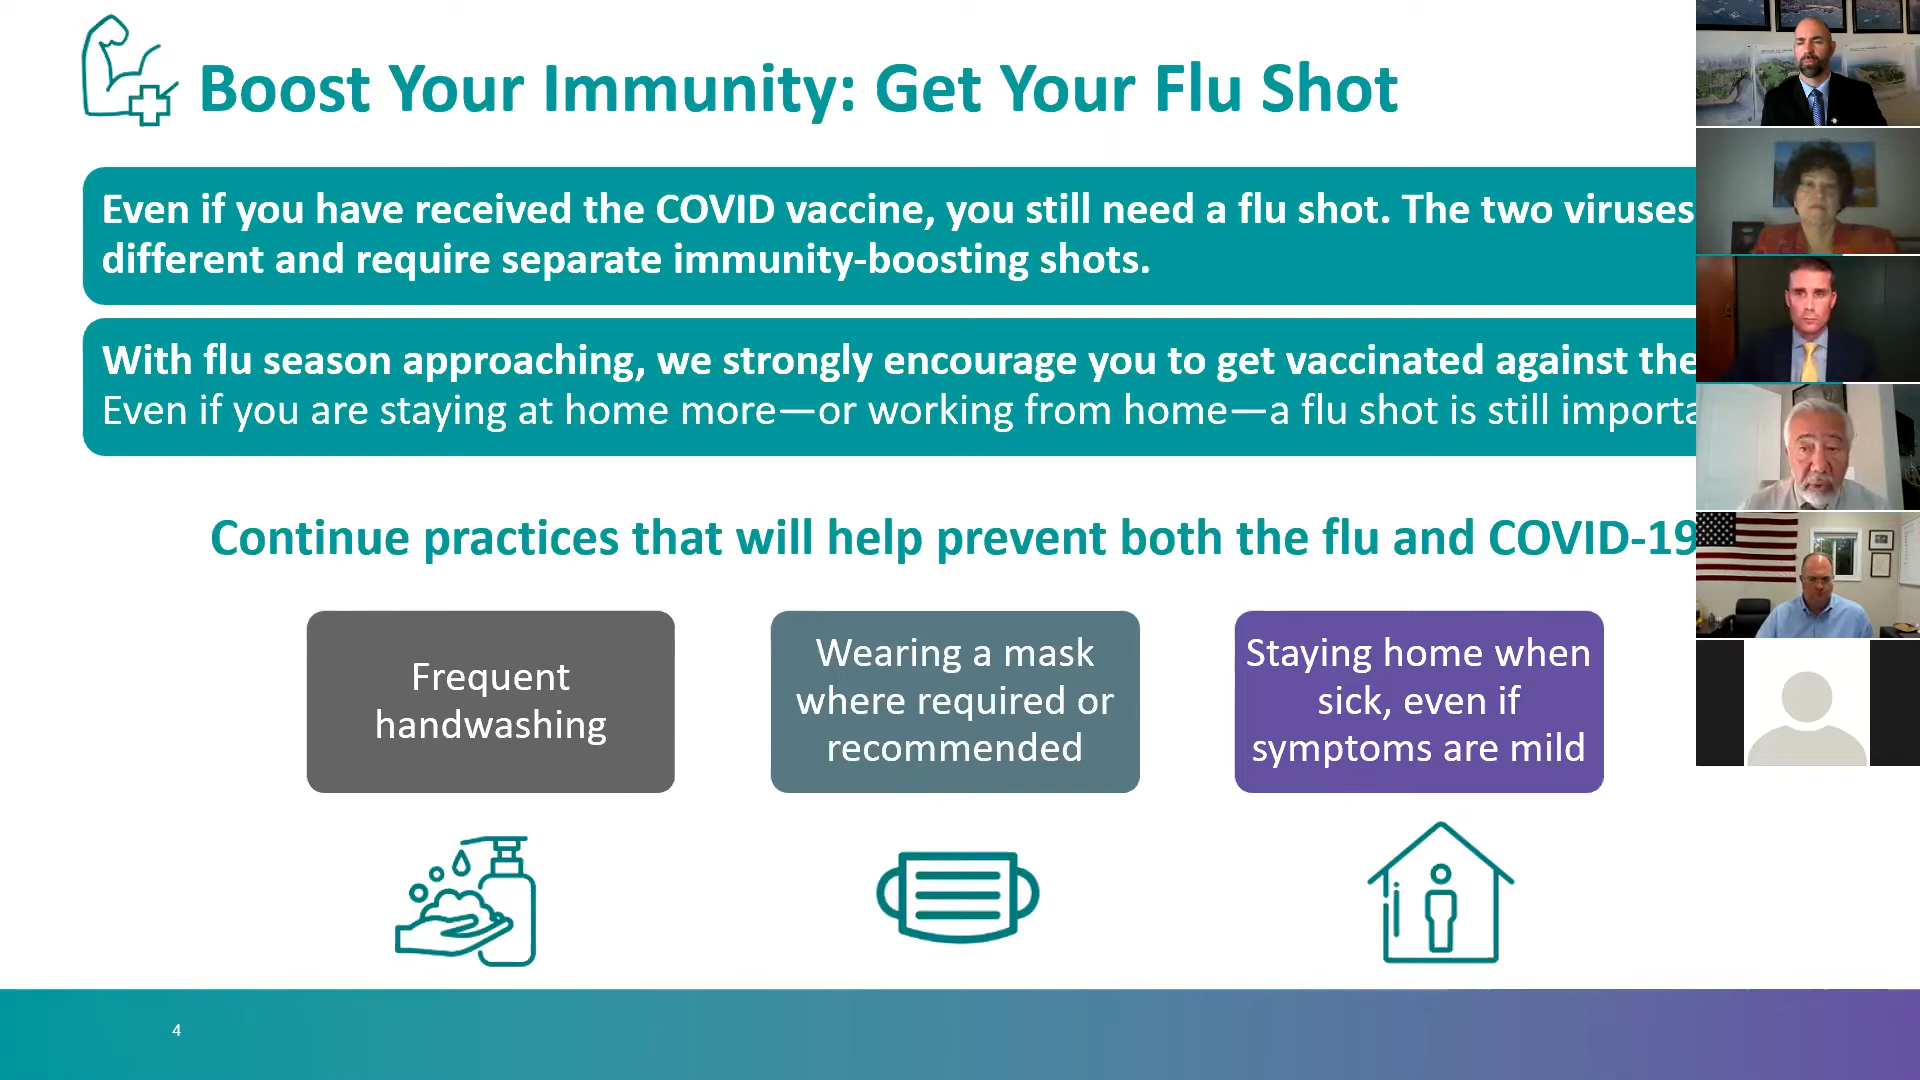 Boost Your Immunity: Get Your Flu Shot
Even if you have received the COVID vaccine, you still need a flu shot. The two viruses
different and require separate immunity-boosting shots.
With flu season approaching, we strongly encourage you to get vaccinated against the
Even if you are staying at home more—or working from home—a flu shot is still importa
Continue practices that will help prevent both the flu and COVID-19
Frequent
handwashing
Wearing a mask
where required or
recommended
Staying home when
sick, even if
symptoms are mild
4